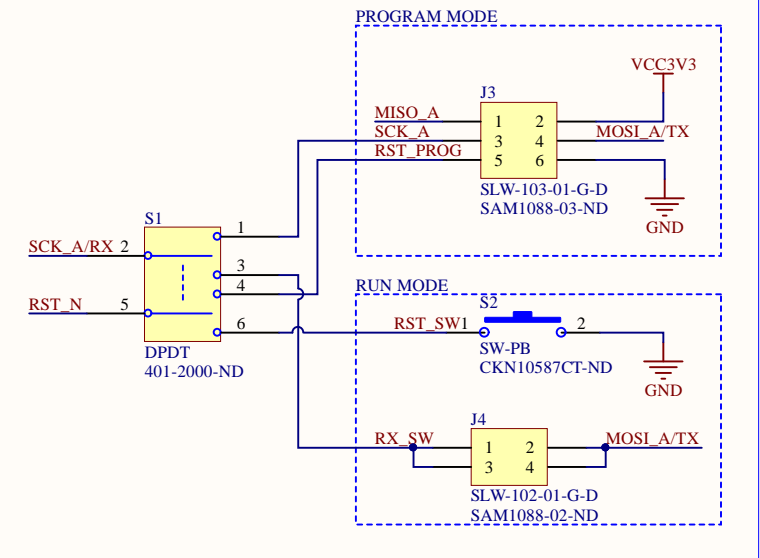 PROGRAM MODE
VCC3V3
J3
MISO_A 1 2
SCK_A 3 4 MOSI_A/TX
RST_PROG 5 6
SLW-103-01-G-D
SAM1088-03-ND
GND
S1
1
SCK_A/RX 2
3
4
RST_N 5
6
DPDT
401-2000-ND
RUN MODE
S2
RST_SW 1 2
SW-PB
CKN10587CT-ND
GND
J4
RX_SW 1 2 MOSI_A/TX
3 4
SLW-102-01-G-D
SAM1088-02-ND